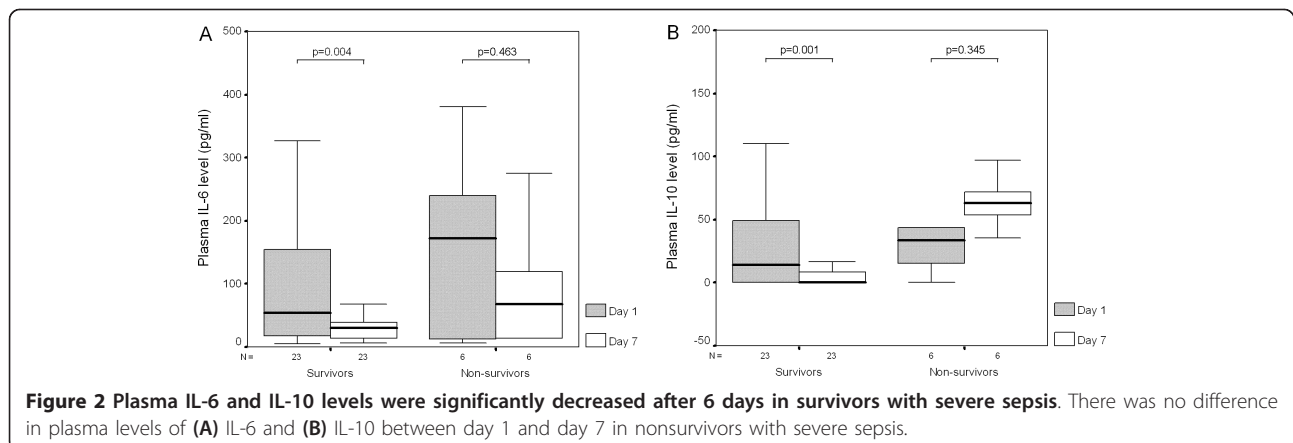 A
500
400
300
200
100
0
Plasma IL-6 level (pg/ml)
p=0.004
p=0.463
N =
23
23
6
6
Survivors
Non-survivors
Day 1
Day 7
B
200
150
100
50
0
-50
Plasma IL-10 level (pg/ml)
p=0.001
p=0.345
N =
23
23
6
6
Survivors
Non-survivors
Day 1
Day 7
Figure 2 Plasma IL-6 and IL-10 levels were significantly decreased after 6 days in survivors with severe sepsis. There was no difference
in plasma levels of (A) IL-6 and (B) IL-10 between day 1 and day 7 in nonsurvivors with severe sepsis.